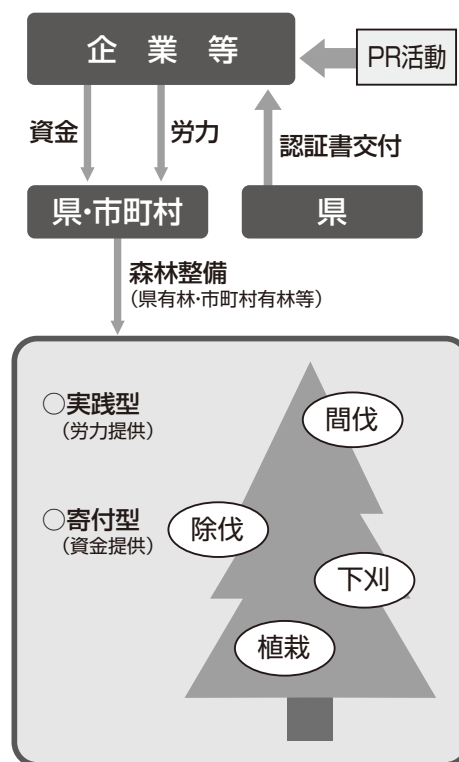 企業等
PR活動
資金
労力
認証書交付
県・市町村
県
森林整備
（県有林・市町村有林等）
○実践型
（労力提供）
間伐
○寄付型
（資金提供）
除伐
下刈
植栽